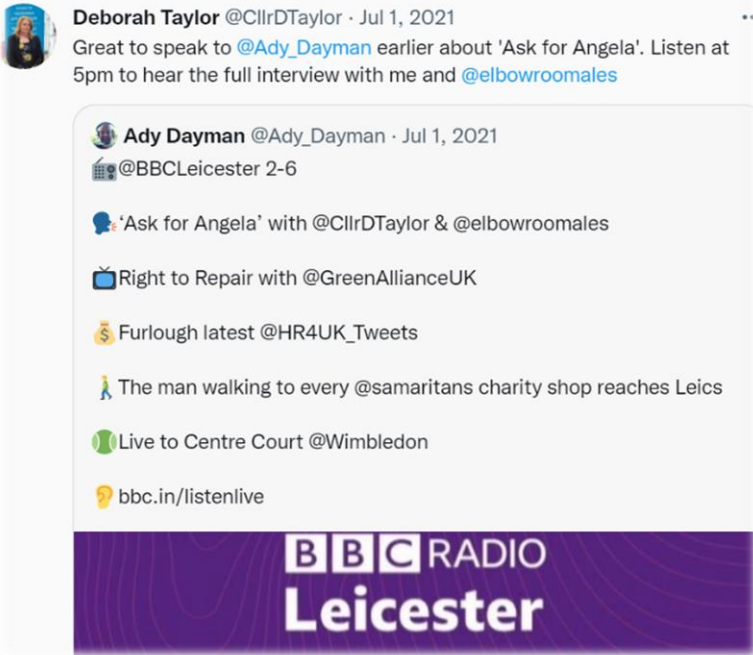 Deborah Taylor @CllrDTaylor · Jul 1, 2021
Great to speak to @Ady_Dayman earlier about 'Ask for Angela'. Listen at
5pm to hear the full interview with me and @elbowroomales
Ady Dayman @Ady_Dayman · Jul 1, 2021
📻@BBCLeicester 2-6
🗣️‘Ask for Angela’ with @CllrDTaylor & @elbowroomales
📺Right to Repair with @GreenAllianceUK
💰Furlough latest @HR4UK_Tweets
🚶The man walking to every @samaritans charity shop reaches Leics
🎾Live to Centre Court @Wimbledon
👂bbc.in/listenlive
BBC RADIO
Leicester